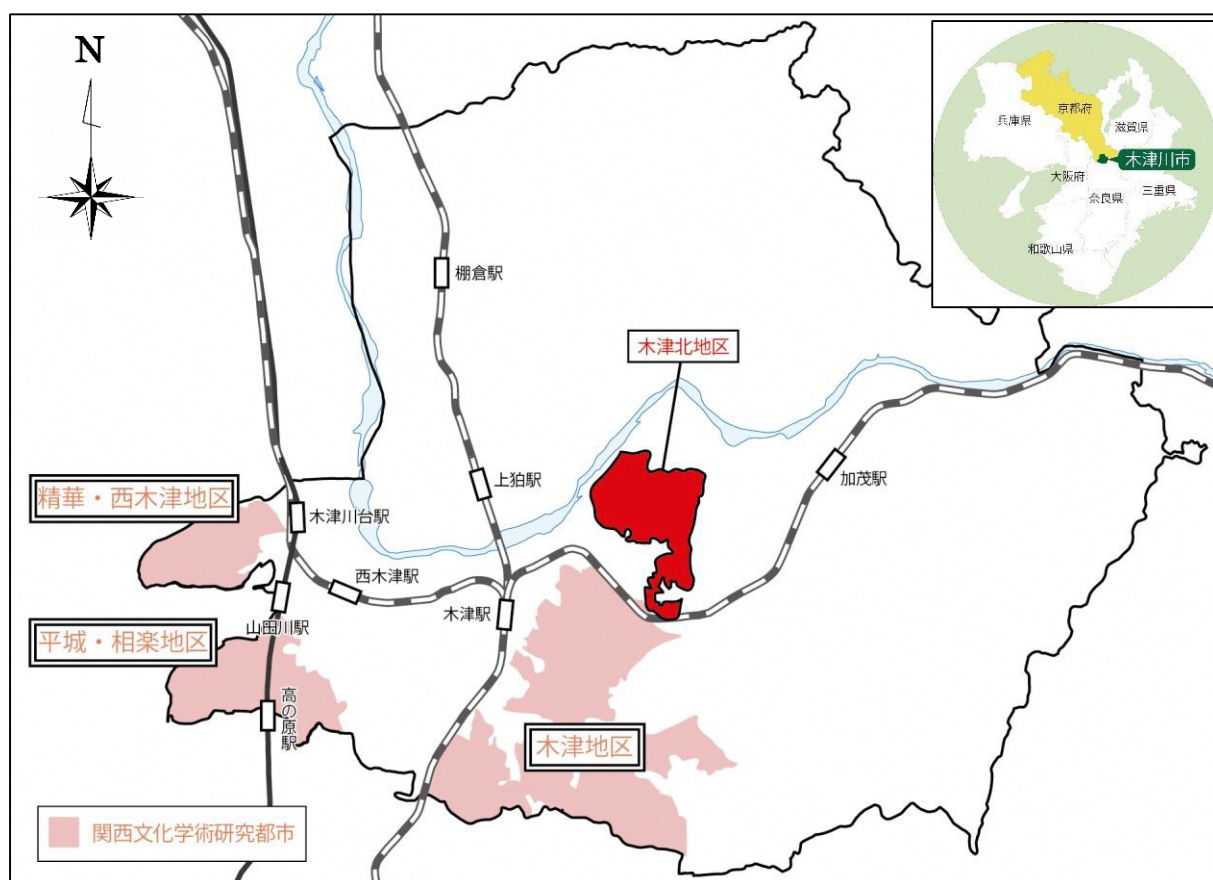 N
京都府
兵庫県
滋賀県
木津川市
大阪府
三重県
奈良県
和歌山県
棚倉駅
木津北地区
加茂駅
上狛駅
精華・西木津地区
木津川台駅
西木津駅
木津駅
山田川駅
平城・相楽地区
高の原駅
木津地区
関西文化学術研究都市